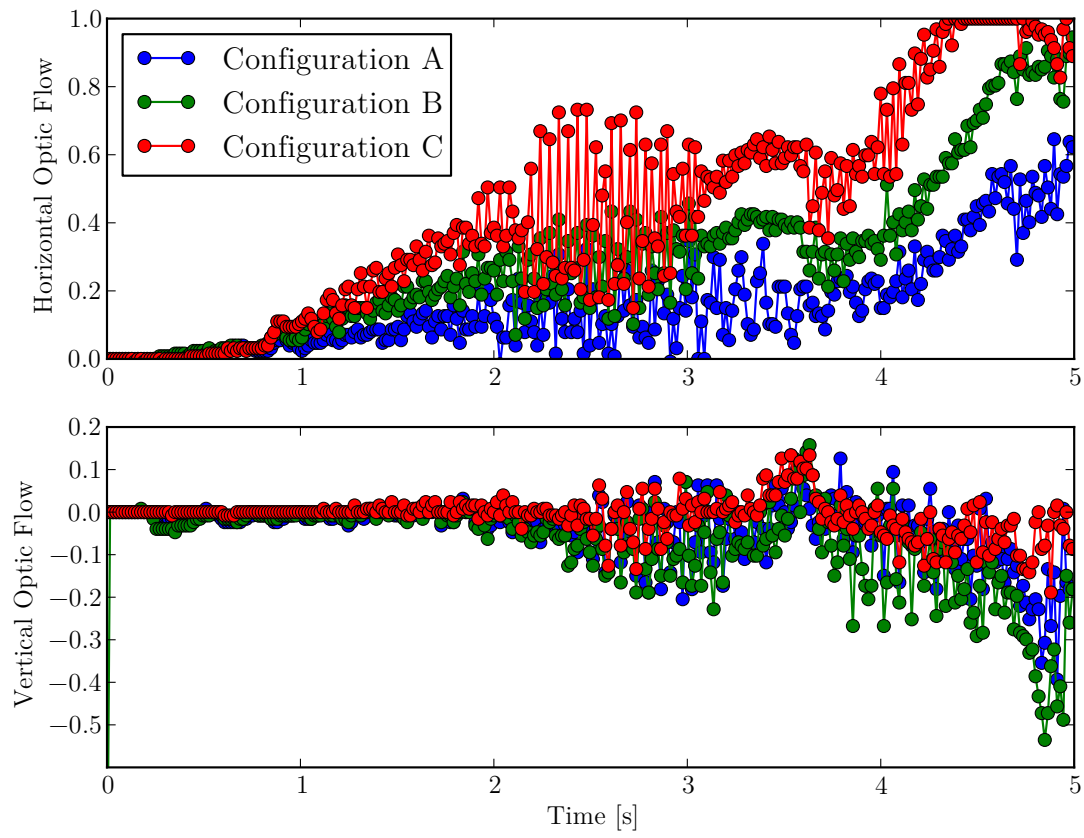 Horizontal Optic Flow
1.0
0.8
0.6
0.4
0.2
0.0
Configuration A
Configuration B
Configuration C
0 1 2 3 4 5
Vertical Optic Flow
0.2
0.1
0.0
−0.1
−0.2
−0.3
−0.4
−0.5
0 1 2 3 4 5
Time [s]